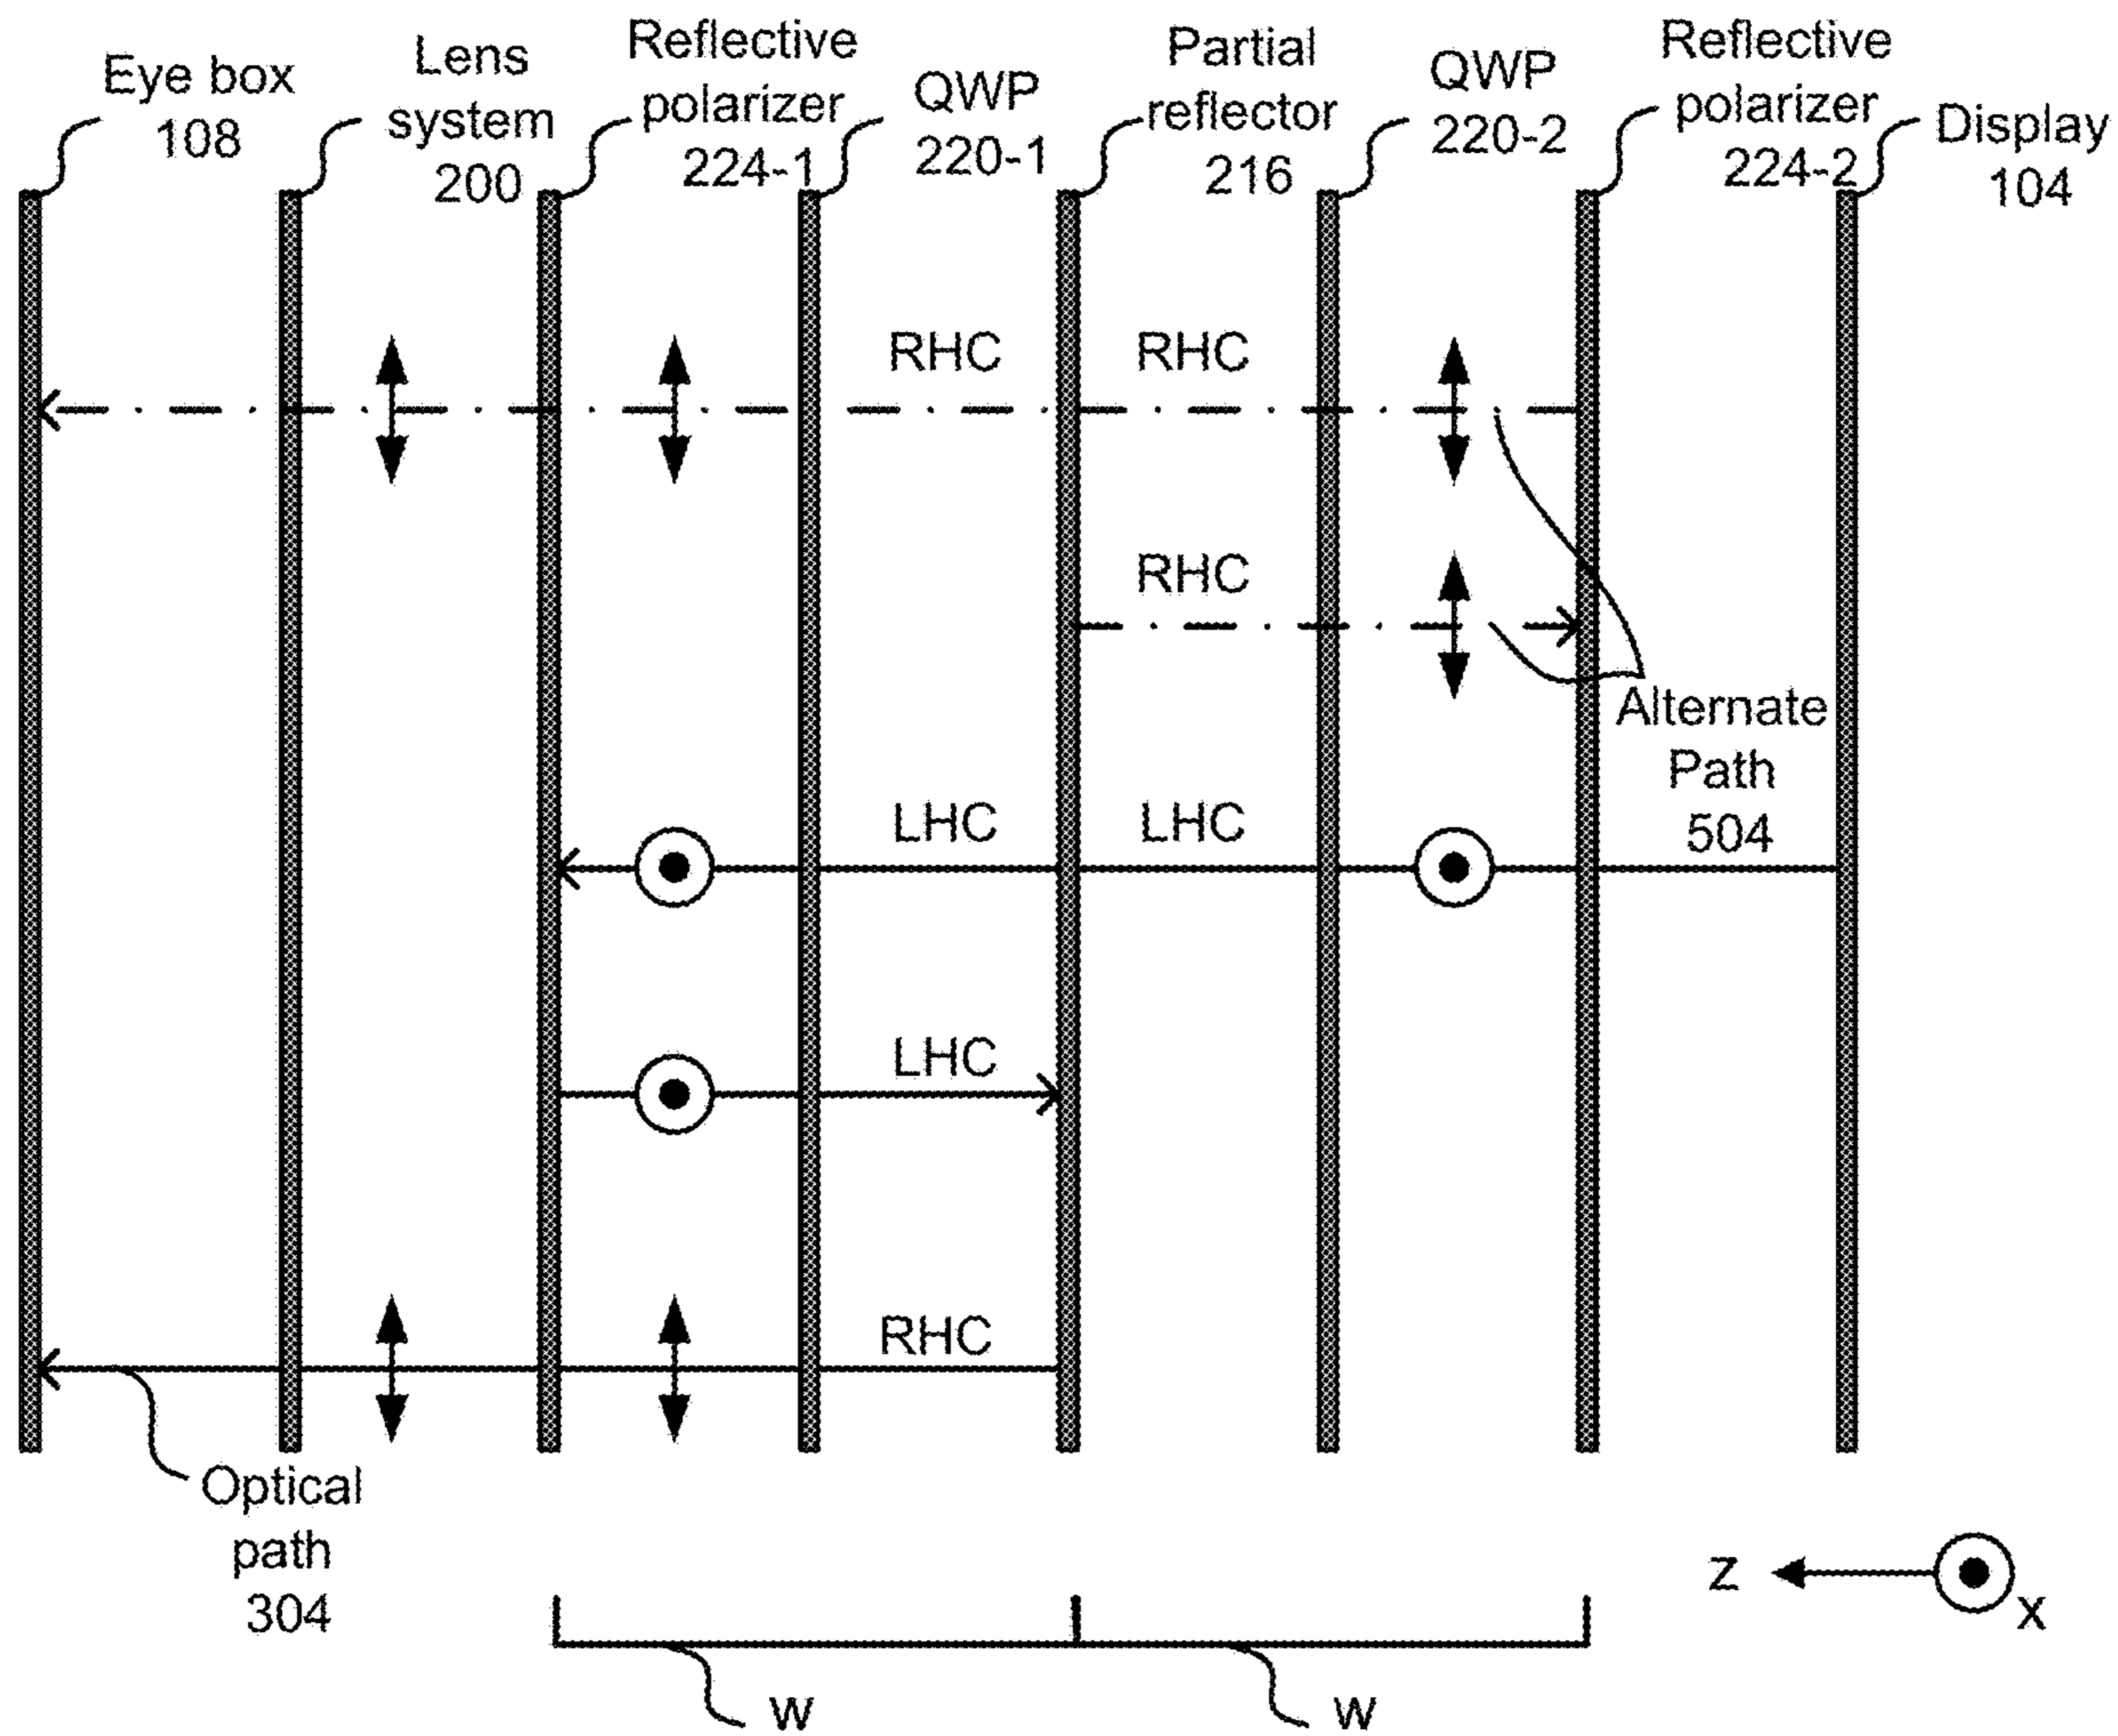 Eye box
108
Lens
system
200
Reflective
polarizer
224-1
QWP
220-1
Partial
reflector
216
QWP
220-2
Reflective
polarizer
224-2
Display
104
RHC
RHC
RHC
Alternate
Path
504
LHC
LHC
LHC
RHC
Optical
path
304
z
x
w
w